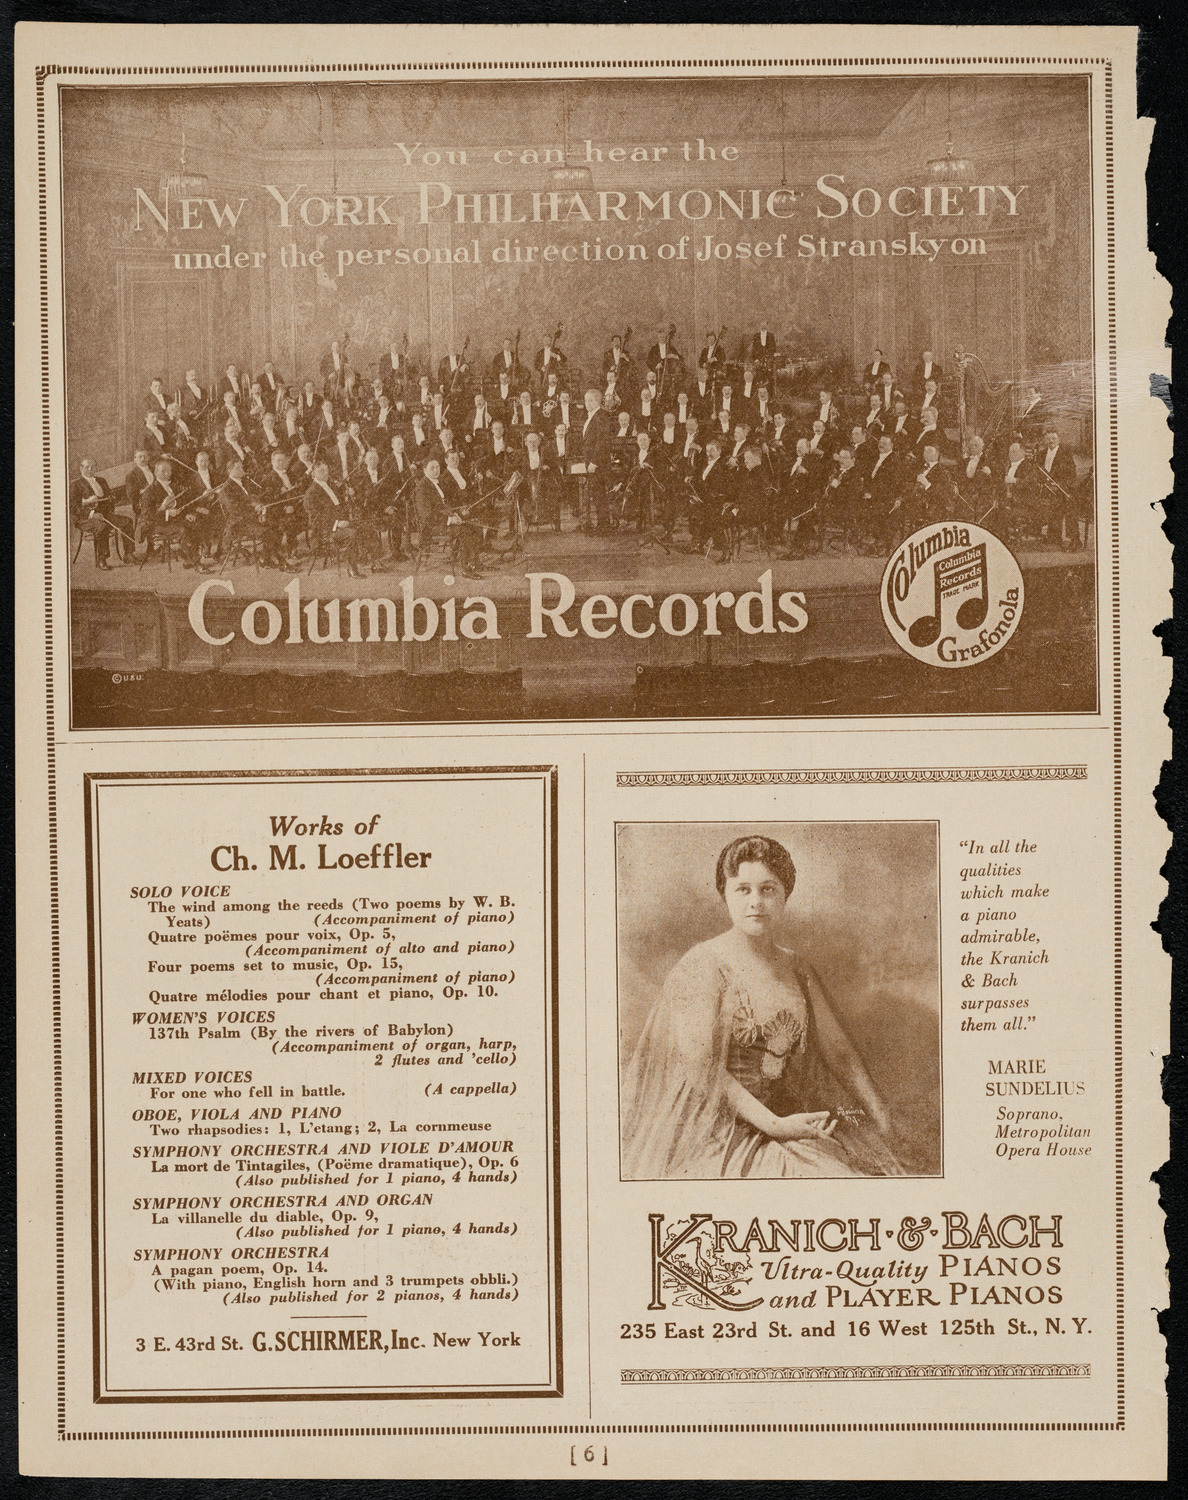 You can hear the
NEW YORK PHILHARMONIC SOCIETY
under the personal direction of Josef Stransky on
Columbia Records
Columbia
Columbia
Records
TRADE MARK
Grafonola
© U & U.
Works of
Ch. M. Loeffler
SOLO VOICE
The wind among the reeds (Two poems by W. B.
Yeats) (Accompaniment of piano)
Quatre poëmes pour voix, Op. 5,
(Accompaniment of alto and piano)
Four poems set to music, Op. 15,
(Accompaniment of piano)
Quatre mélodies pour chant et piano, Op. 10.
WOMEN'S VOICES
137th Psalm (By the rivers of Babylon)
(Accompaniment of organ, harp,
2 flutes and 'cello)
MIXED VOICES
For one who fell in battle. (A cappella)
OBOE, VIOLA AND PIANO
Two rhapsodies: 1, L'etang; 2, La cornmeuse
SYMPHONY ORCHESTRA AND VIOLE D'AMOUR
La mort de Tintagiles, (Poëme dramatique), Op. 6
(Also published for 1 piano, 4 hands)
SYMPHONY ORCHESTRA AND ORGAN
La villanelle du diable, Op. 9,
(Also published for 1 piano, 4 hands)
SYMPHONY ORCHESTRA
A pagan poem, Op. 14.
(With piano, English horn and 3 trumpets obbli.)
(Also published for 2 pianos, 4 hands)
3 E. 43rd St. G. SCHIRMER, Inc. New York
"In all the
qualities
which make
a piano
admirable,
the Kranich
& Bach
surpasses
them all."
MARIE
SUNDELIUS
Soprano,
Metropolitan
Opera House
KRANICH·&·BACH
Ultra-Quality PIANOS
and PLAYER PIANOS
235 East 23rd St. and 16 West 125th St., N. Y.
[6]